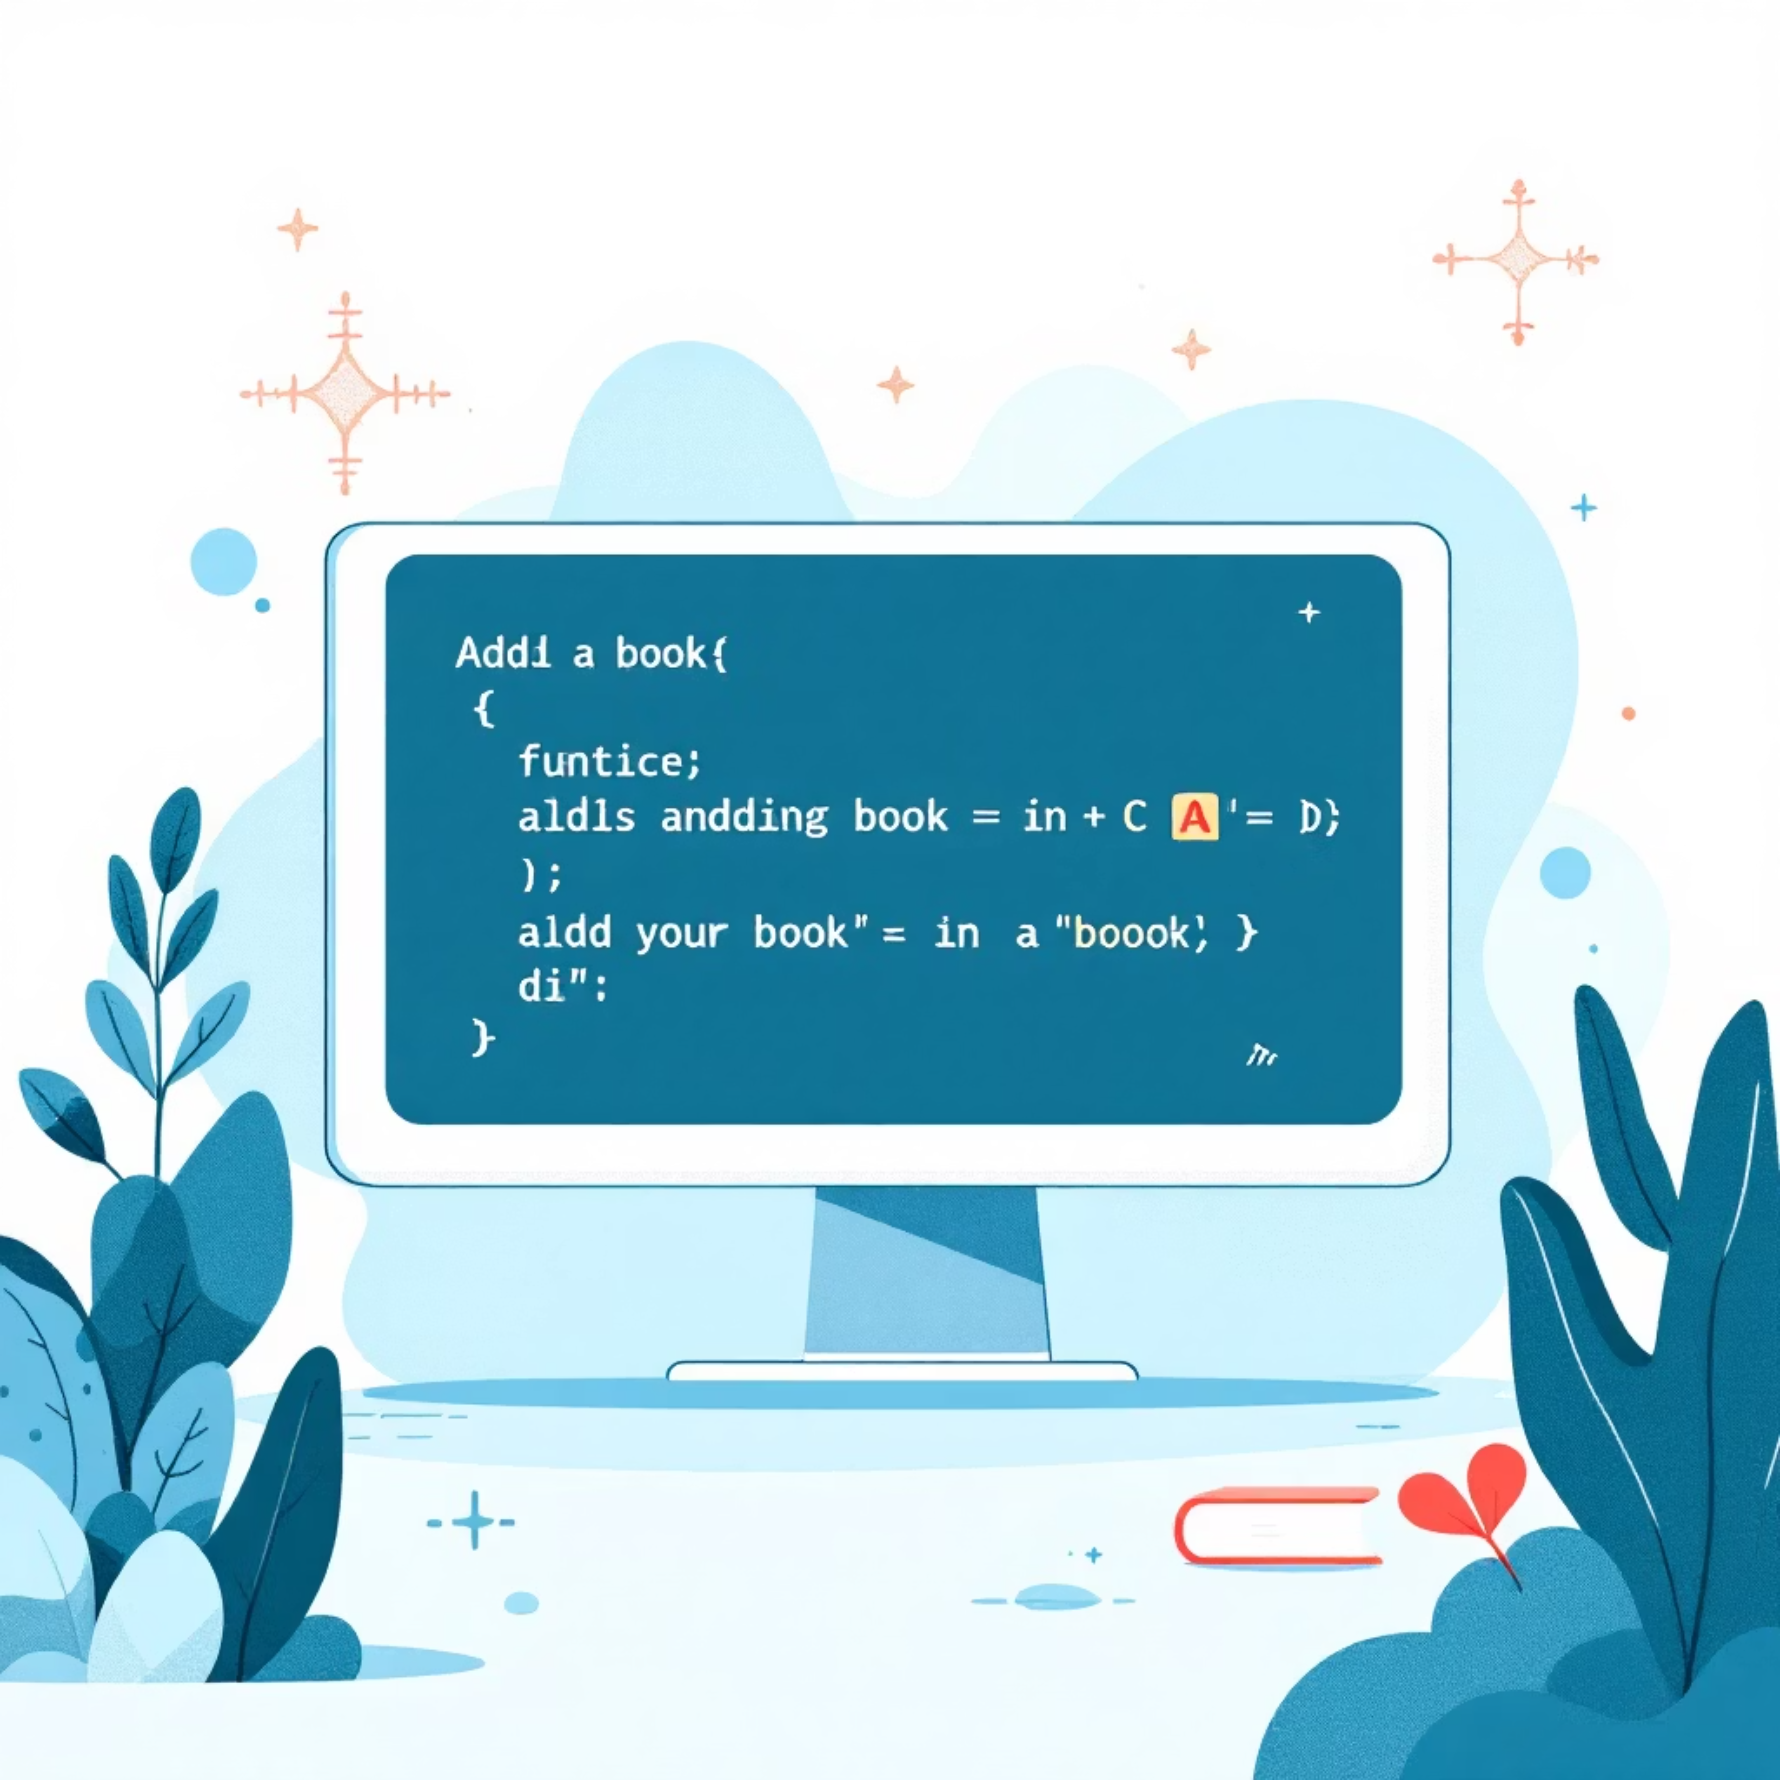 Addi a book{
{
funtice;
aldls andding book = in + C A '= D};
);
aldd your book" = in a "boook; }
di":
}